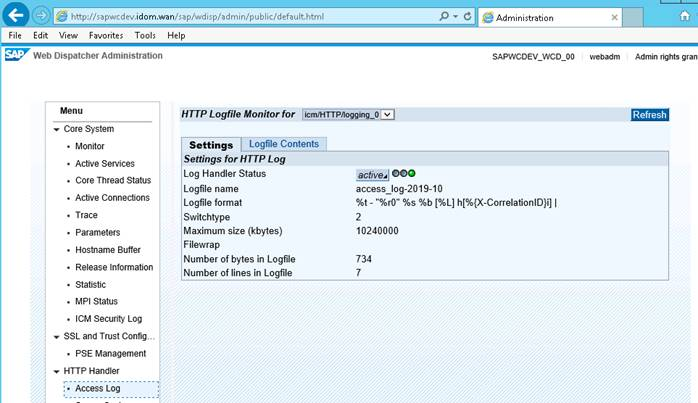 http://sapwcdev.idom.wan/sap/wdisp/admin/public/default.html
Administration
File Edit View Favorites Tools Help
SAP Web Dispatcher Administration
SAPWCDEV_WCD_00 webadm Admin rights gran
Menu
Core System
Monitor
Active Services
Core Thread Status
Active Connections
Trace
Parameters
Hostname Buffer
Release Information
Statistic
MPI Status
ICM Security Log
SSL and Trust Config...
PSE Management
HTTP Handler
Access Log
HTTP Logfile Monitor for icm/HTTP/logging_0
Refresh
Settings Logfile Contents
Settings for HTTP Log
Log Handler Status active
Logfile name access_log-2019-10
Logfile format %t - "%r0" %s %b [%L] h[%{X-CorrelationID}i] |
Switchtype 2
Maximum size (kbytes) 10240000
Filewrap
Number of bytes in Logfile 734
Number of lines in Logfile 7